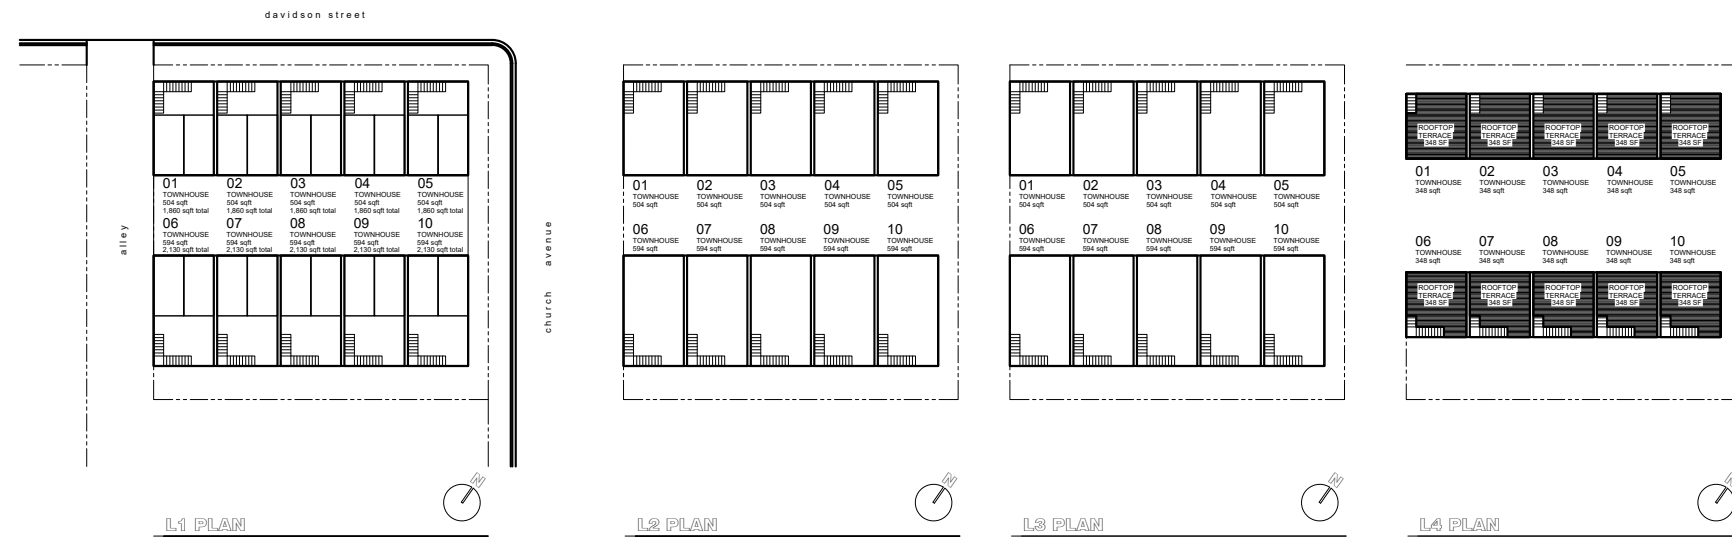 davidson street
alley
church avenue
01 02 03 04 05
TOWNHOUSE TOWNHOUSE TOWNHOUSE TOWNHOUSE TOWNHOUSE
504 sqft 504 sqft 504 sqft 504 sqft 504 sqft
1,860 sqft total 1,860 sqft total 1,860 sqft total 1,860 sqft total 1,860 sqft total
06 07 08 09 10
TOWNHOUSE TOWNHOUSE TOWNHOUSE TOWNHOUSE TOWNHOUSE
594 sqft 594 sqft 594 sqft 594 sqft 594 sqft
2,130 sqft total 2,130 sqft total 2,130 sqft total 2,130 sqft total 2,130 sqft total
N
L1 PLAN
01 02 03 04 05
TOWNHOUSE TOWNHOUSE TOWNHOUSE TOWNHOUSE TOWNHOUSE
504 sqft 504 sqft 504 sqft 504 sqft 504 sqft
06 07 08 09 10
TOWNHOUSE TOWNHOUSE TOWNHOUSE TOWNHOUSE TOWNHOUSE
594 sqft 594 sqft 594 sqft 594 sqft 594 sqft
N
L2 PLAN
01 02 03 04 05
TOWNHOUSE TOWNHOUSE TOWNHOUSE TOWNHOUSE TOWNHOUSE
504 sqft 504 sqft 504 sqft 504 sqft 504 sqft
06 07 08 09 10
TOWNHOUSE TOWNHOUSE TOWNHOUSE TOWNHOUSE TOWNHOUSE
594 sqft 594 sqft 594 sqft 594 sqft 594 sqft
N
L3 PLAN
ROOFTOP ROOFTOP ROOFTOP ROOFTOP ROOFTOP
TERRACE TERRACE TERRACE TERRACE TERRACE
348 SF 348 SF 348 SF 348 SF 348 SF
01 02 03 04 05
TOWNHOUSE TOWNHOUSE TOWNHOUSE TOWNHOUSE TOWNHOUSE
348 sqft 348 sqft 348 sqft 348 sqft 348 sqft
06 07 08 09 10
TOWNHOUSE TOWNHOUSE TOWNHOUSE TOWNHOUSE TOWNHOUSE
348 sqft 348 sqft 348 sqft 348 sqft 348 sqft
ROOFTOP ROOFTOP ROOFTOP ROOFTOP ROOFTOP
TERRACE TERRACE TERRACE TERRACE TERRACE
348 SF 348 SF 348 SF 348 SF 348 SF
N
L4 PLAN